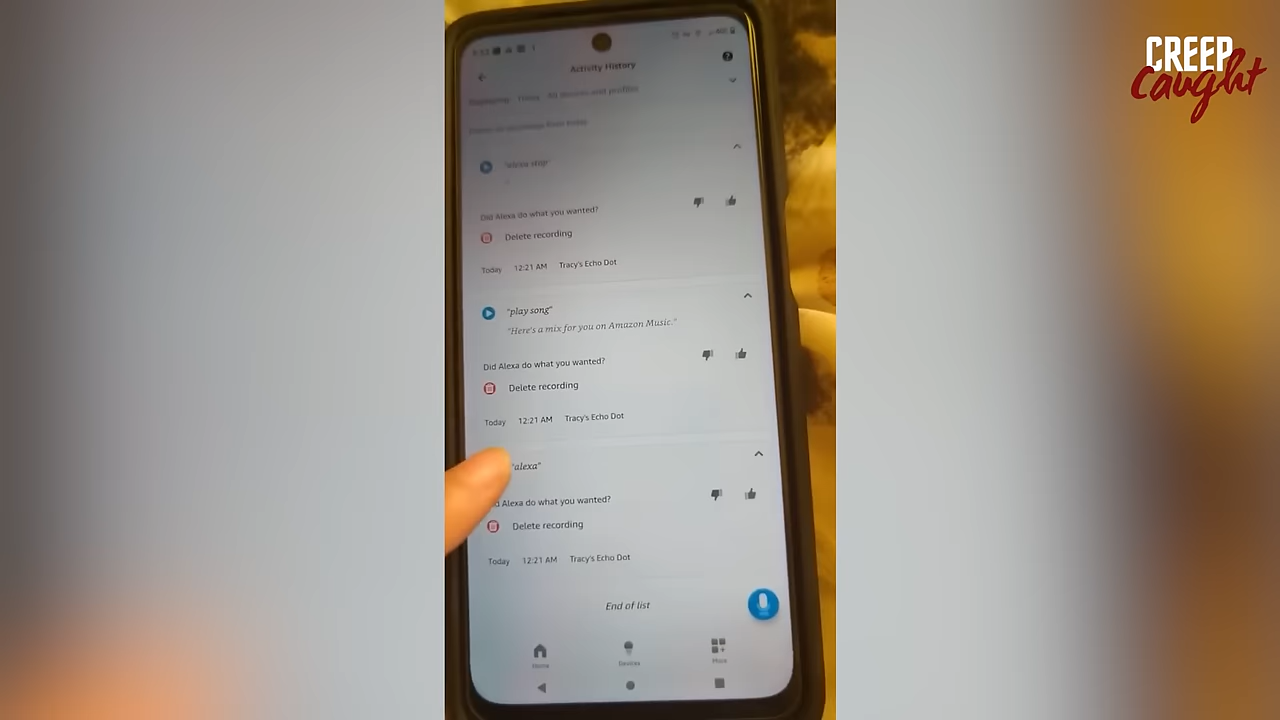 CREEP
Caught
Activity History
"alexa stop"
Did Alexa do what you wanted?
Delete recording
Today 12:21 AM Tracy's Echo Dot
"play song"
"Here's a mix for you on Amazon Music."
Did Alexa do what you wanted?
Delete recording
Today 12:21 AM Tracy's Echo Dot
"alexa"
d Alexa do what you wanted?
Delete recording
Today 12:21 AM Tracy's Echo Dot
End of list
Home Devices More